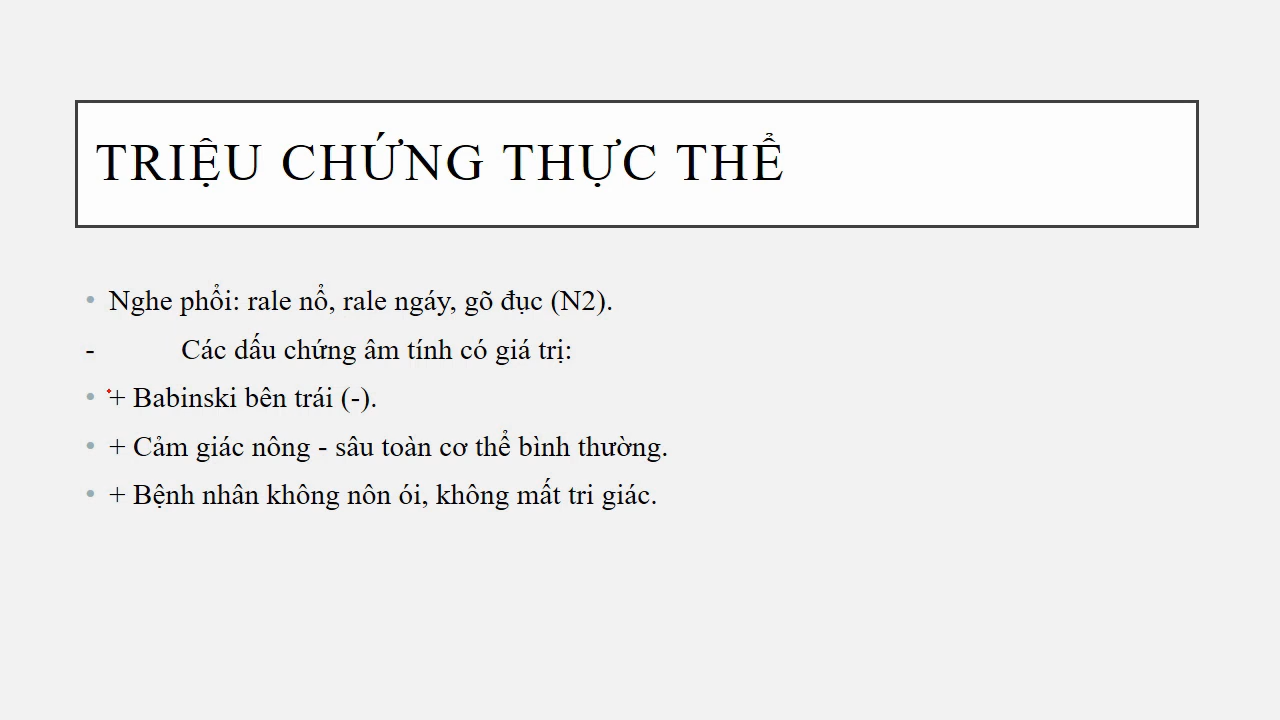 TRIỆU CHỨNG THỰC THỂ
• Nghe phổi: rale nổ, rale ngáy, gõ đục (N2).
- Các dấu chứng âm tính có giá trị:
• + Babinski bên trái (-).
• + Cảm giác nông - sâu toàn cơ thể bình thường.
• + Bệnh nhân không nôn ói, không mất tri giác.